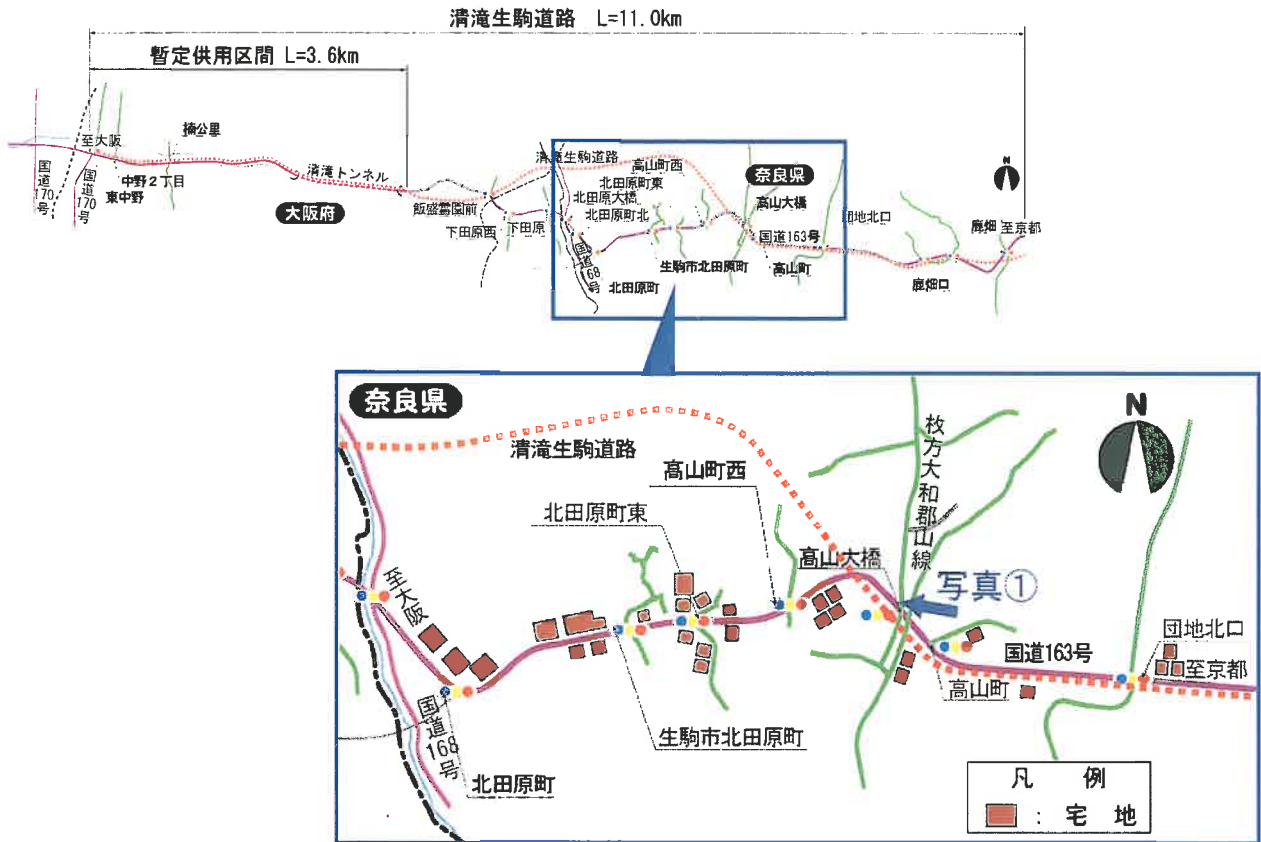 清滝生駒道路 L=11.0km
暫定供用区間 L=3.6km
至大阪
国道170号
国道170号
中野2丁目
東中野
楠公里
清滝トンネル
大阪府
飯盛霊園前
下田原西
下田原
清滝生駒道路
高山町西
北田原町東
北田原大橋
北田原町北
国道168号
北田原町
生駒市北田原町
奈良県
高山大橋
国道163号
高山町
団地北口
鹿畑口
鹿畑
至京都
N
奈良県
清滝生駒道路
高山町西
北田原町東
高山大橋
枚方大和郡山線
N
写真①
至大阪
国道168号
北田原町
生駒市北田原町
国道163号
高山町
団地北口
至京都
凡 例
: 宅 地